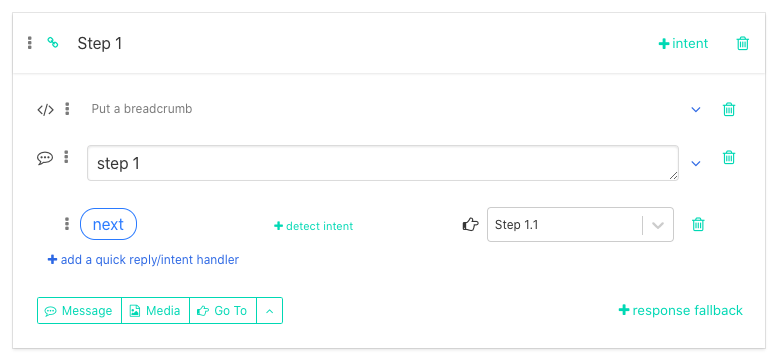 Step 1
+ intent
</> Put a breadcrumb
step 1
next
+ detect intent
Step 1.1
+ add a quick reply/intent handler
Message
Media
Go To
+ response fallback